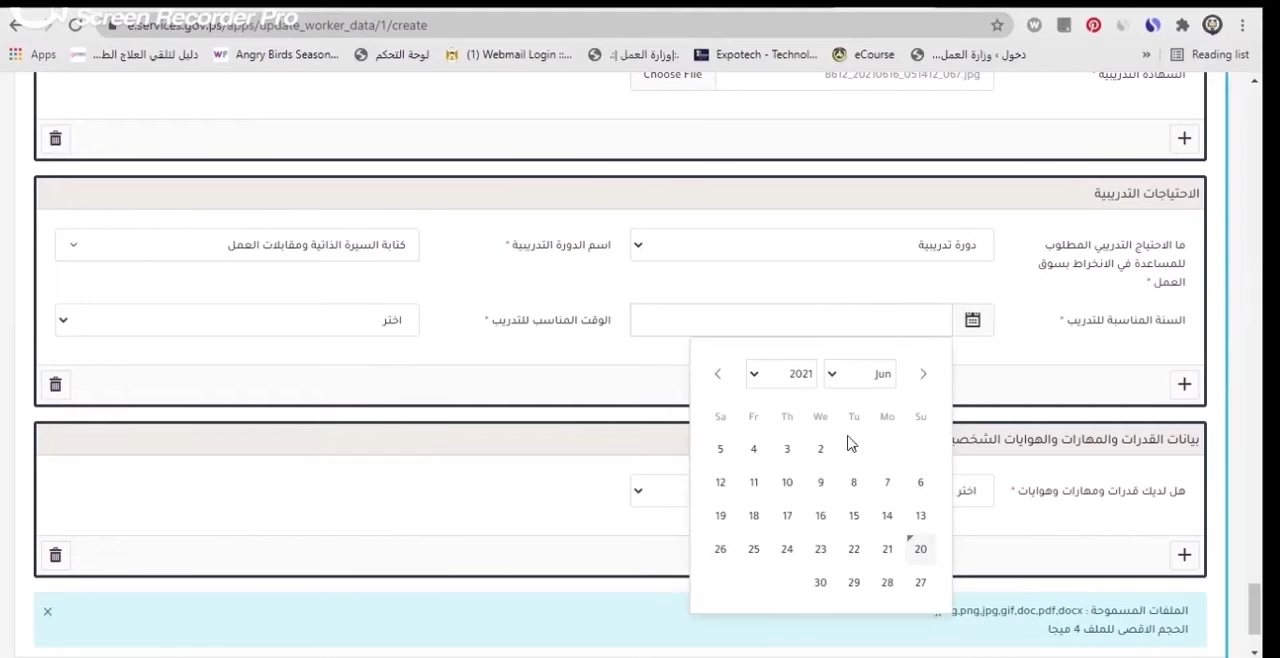 Screen Recorder Pro
e.services.gov.ps/apps/update_worker_data/1/create
Apps
دليل لتلقي العلاج الط...
WF Angry Birds Season...
لوحة التحكم
(1) Webmail Login ::...
:|وزارة العمل|:.
Expotech - Technol...
eCourse
دخول ‹ وزارة العمل...
»
Reading list
الشهادة التدريبية *
Choose File
8612_20210616_051412_067.jpg
الاحتياجات التدريبية
ما الاحتياج التدريبي المطلوب
للمساعدة في الانخراط بسوق
العمل *
دورة تدريبية
اسم الدورة التدريبية *
كتابة السيرة الذاتية ومقابلات العمل
السنة المناسبة للتدريب *
الوقت المناسب للتدريب *
اختر
2021 Jun
Sa Fr Th We Tu Mo Su
5 4 3 2
12 11 10 9 8 7 6
19 18 17 16 15 14 13
26 25 24 23 22 21 20
30 29 28 27
بيانات القدرات والمهارات والهوايات
هل لديك قدرات ومهارات وهوايات *
اختر
الملفات المسموحة : png,jpg,gif,doc,pdf,docx
الحجم الاقصى للملف 4 ميجا